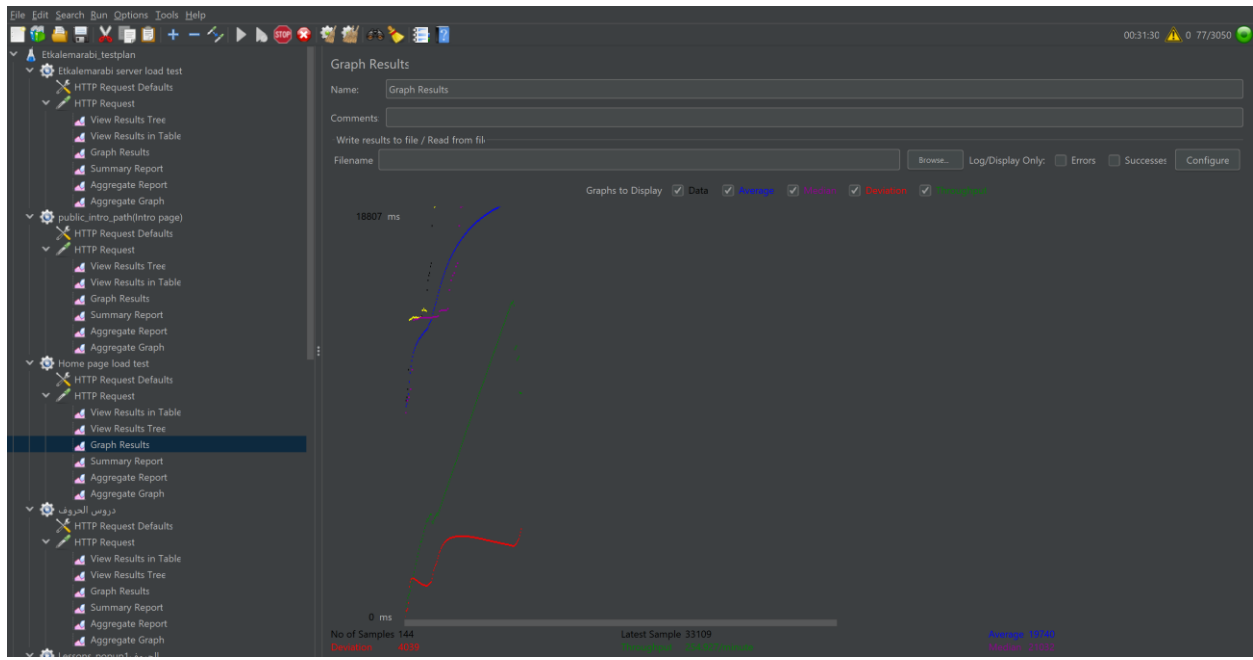 File Edit Search Run Options Tools Help
00:31:30 0 77/3050
Etkalemarabi_testplan
Etkalemarabi server load test
HTTP Request Defaults
HTTP Request
View Results Tree
View Results in Table
Graph Results
Summary Report
Aggregate Report
Aggregate Graph
public_intro_path(Intro page)
HTTP Request Defaults
HTTP Request
View Results Tree
View Results in Table
Graph Results
Summary Report
Aggregate Report
Aggregate Graph
Home page load test
HTTP Request Defaults
HTTP Request
View Results in Table
View Results Tree
Graph Results
Summary Report
Aggregate Report
Aggregate Graph
دروس الحروف
HTTP Request Defaults
HTTP Request
View Results in Table
View Results Tree
Graph Results
Summary Report
Aggregate Report
Aggregate Graph
Lessons_popup1 الحروف
Graph Results
Name: Graph Results
Comments:
Write results to file / Read from fil
Filename Browse... Log/Display Only: Errors Successes Configure
Graphs to Display Data Average Deviation Throughput
18807 ms
0 ms
No of Samples 144 Latest Sample 33109 Average 19740
Deviation